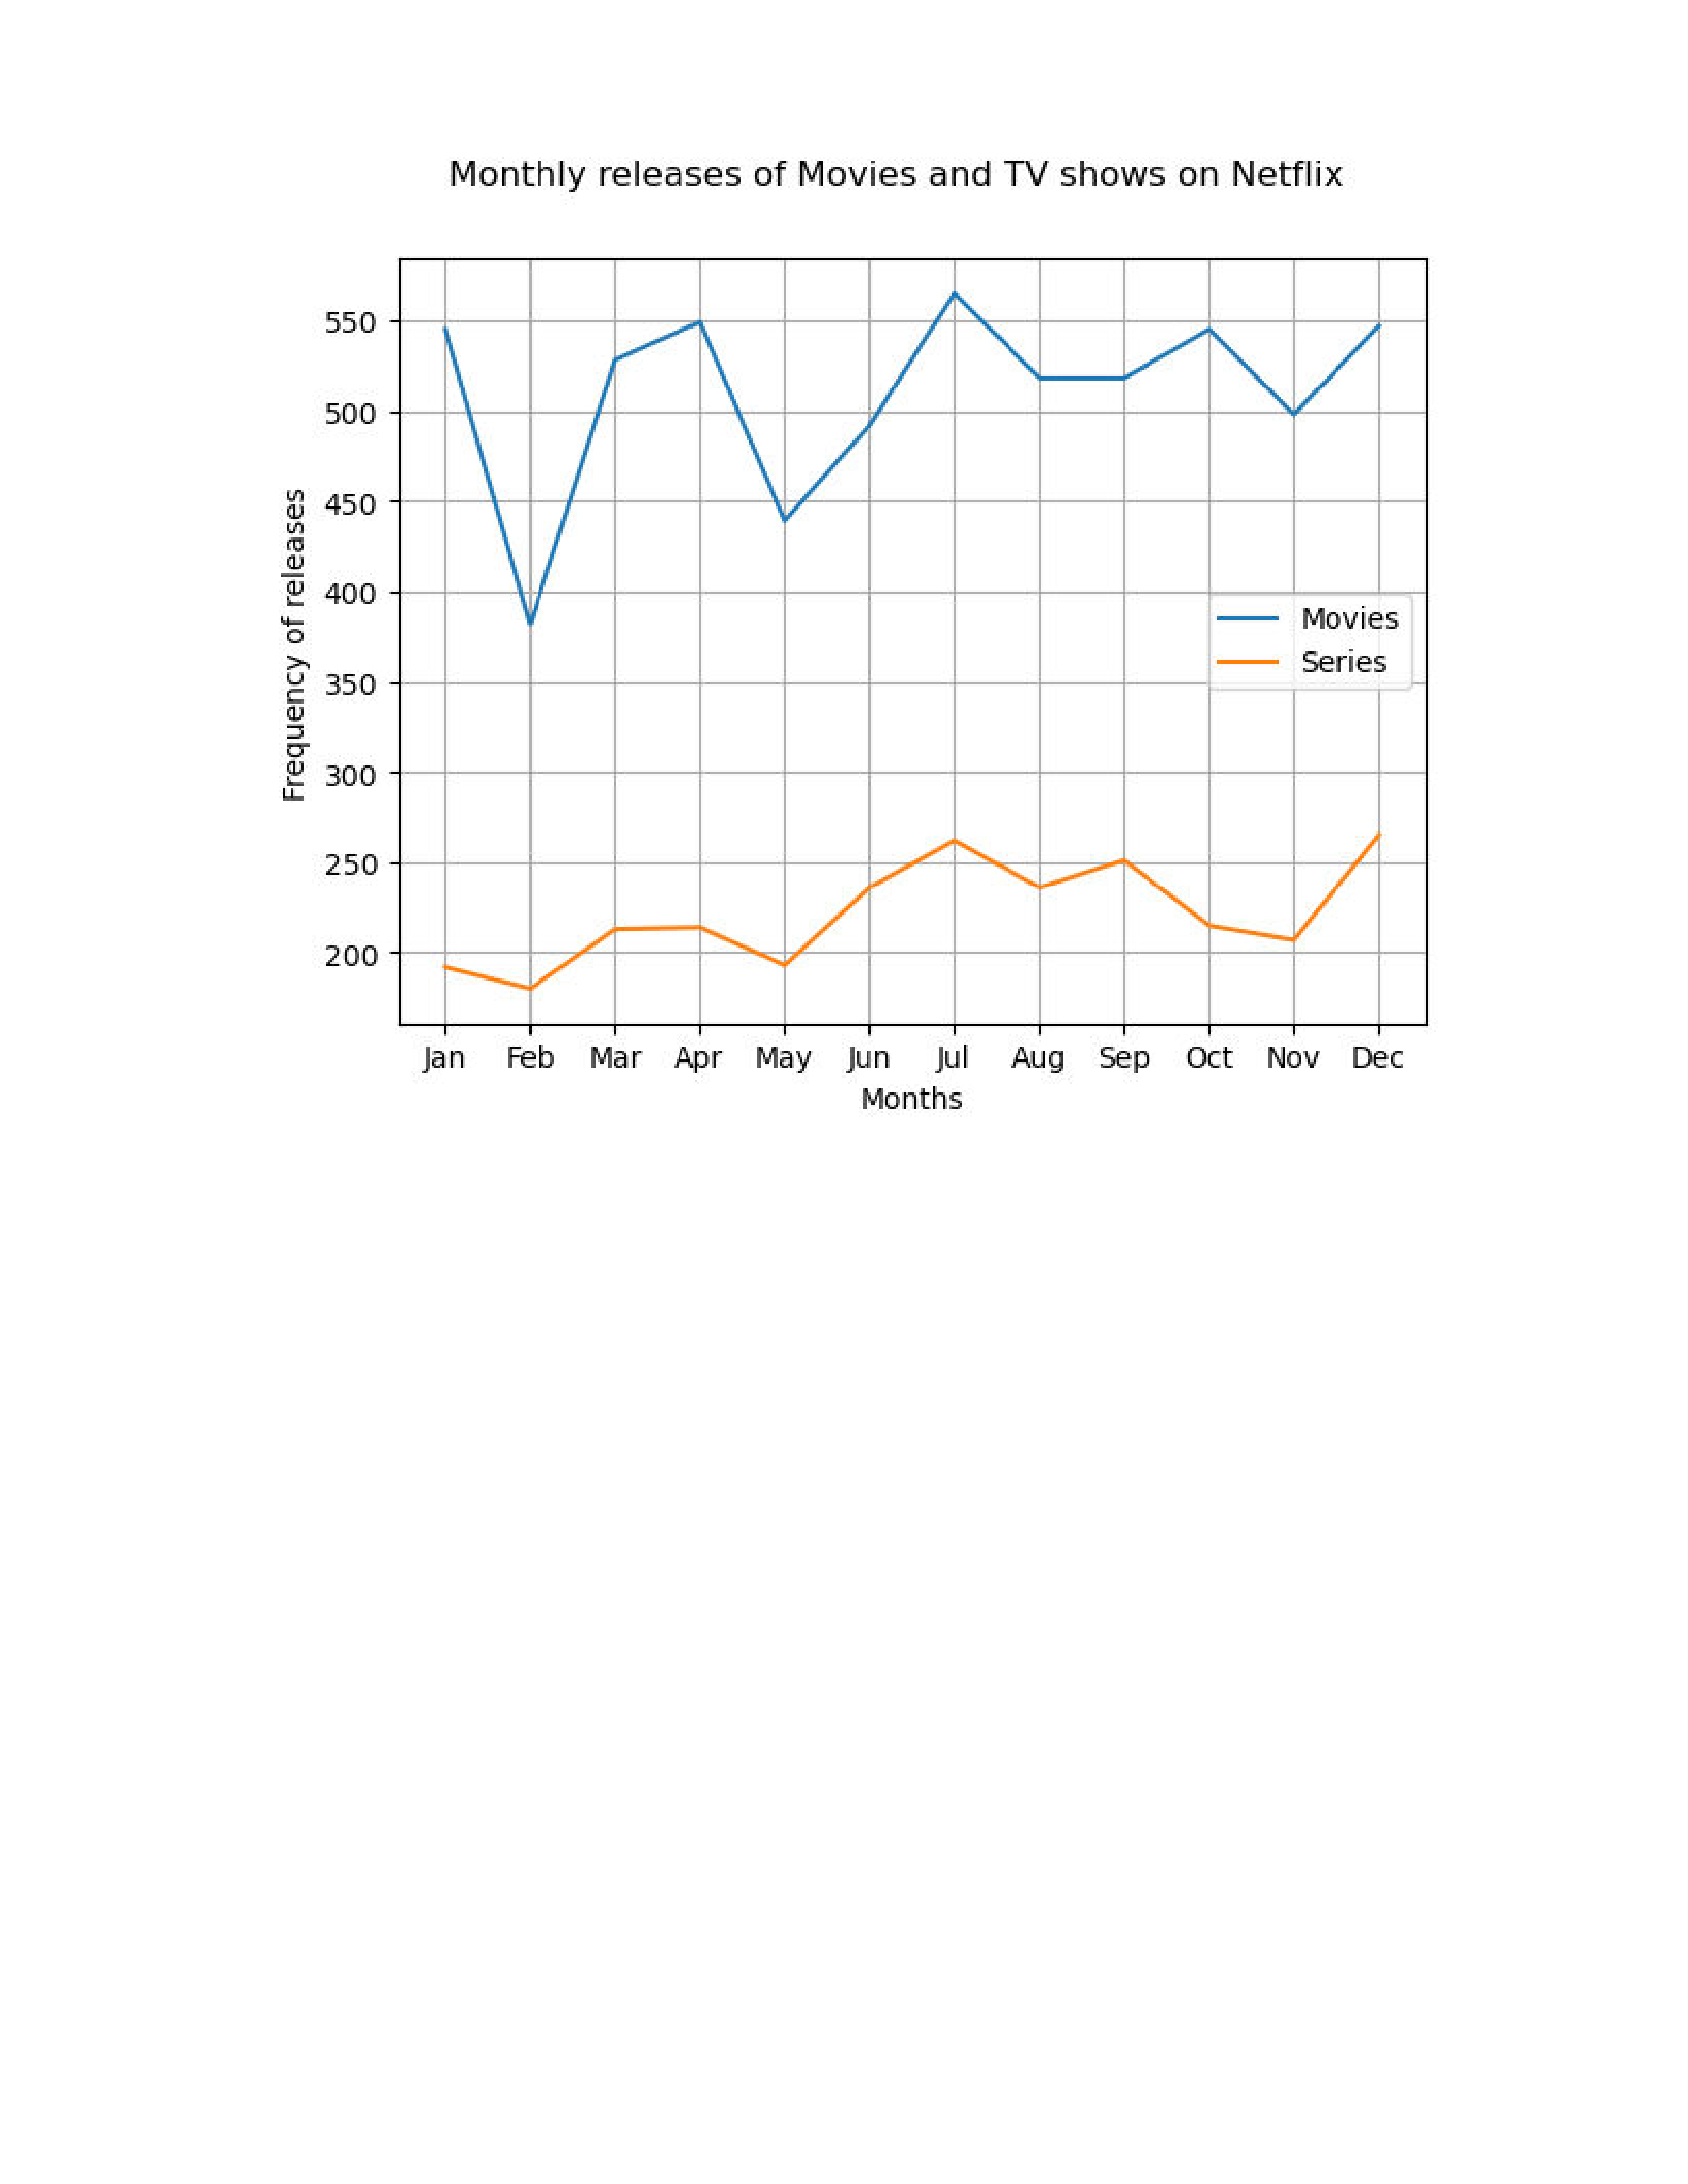 Monthly releases of Movies and TV shows on Netflix
Frequency of releases
550
500
450
400
350
300
250
200
Movies
Series
Jan Feb Mar Apr May Jun Jul Aug Sep Oct Nov Dec
Months